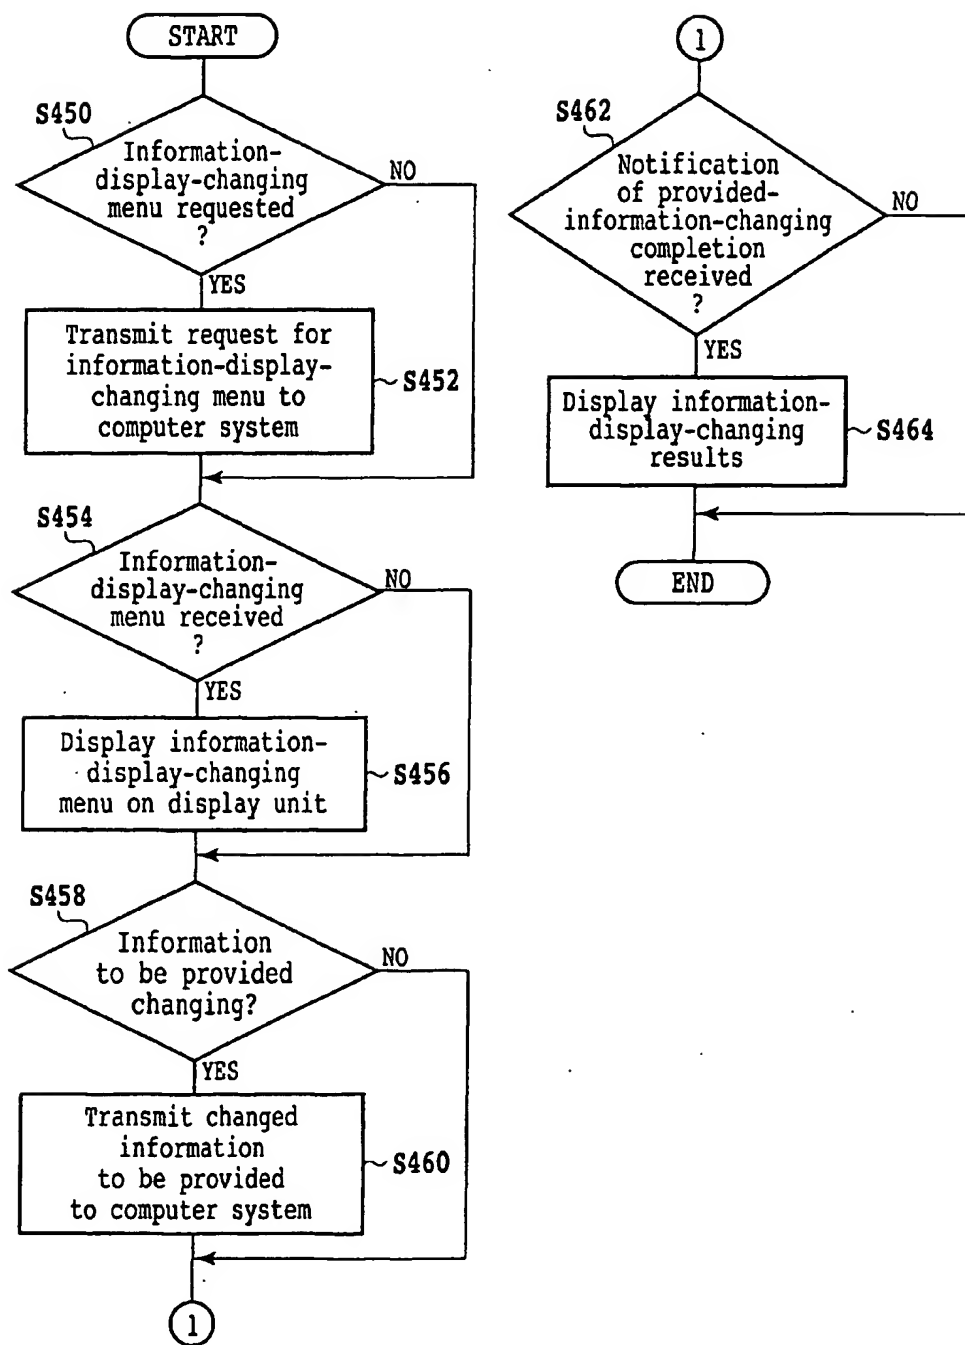 START
S450
Information-
display-changing
menu requested
?
NO
YES
Transmit request for
information-display-
changing menu to
computer system
S452
S454
Information-
display-changing
menu received
?
NO
YES
Display information-
display-changing
menu on display unit
S456
S458
Information
to be provided
changing?
NO
YES
Transmit changed
information
to be provided
to computer system
S460
1
1
S462
Notification
of provided-
information-changing
completion
received
?
NO
YES
Display information-
display-changing
results
S464
END